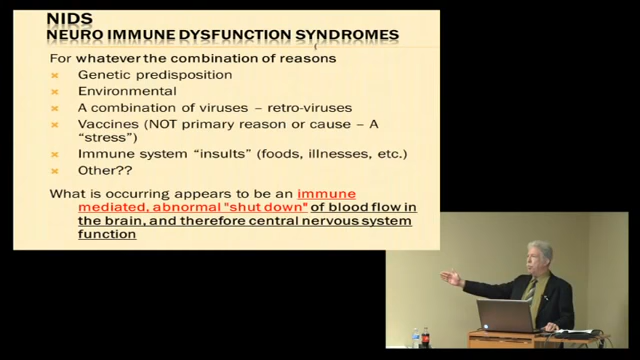 NIDS
NEURO IMMUNE DYSFUNCTION SYNDROMES
For whatever the combination of reasons
Genetic predisposition
Environmental
A combination of viruses – retro-viruses
Vaccines (NOT primary reason or cause – A
“stress”)
Immune system “insults” (foods, illnesses, etc.)
Other??
What is occurring appears to be an immune
mediated, abnormal "shut down" of blood flow in
the brain, and therefore central nervous system
function